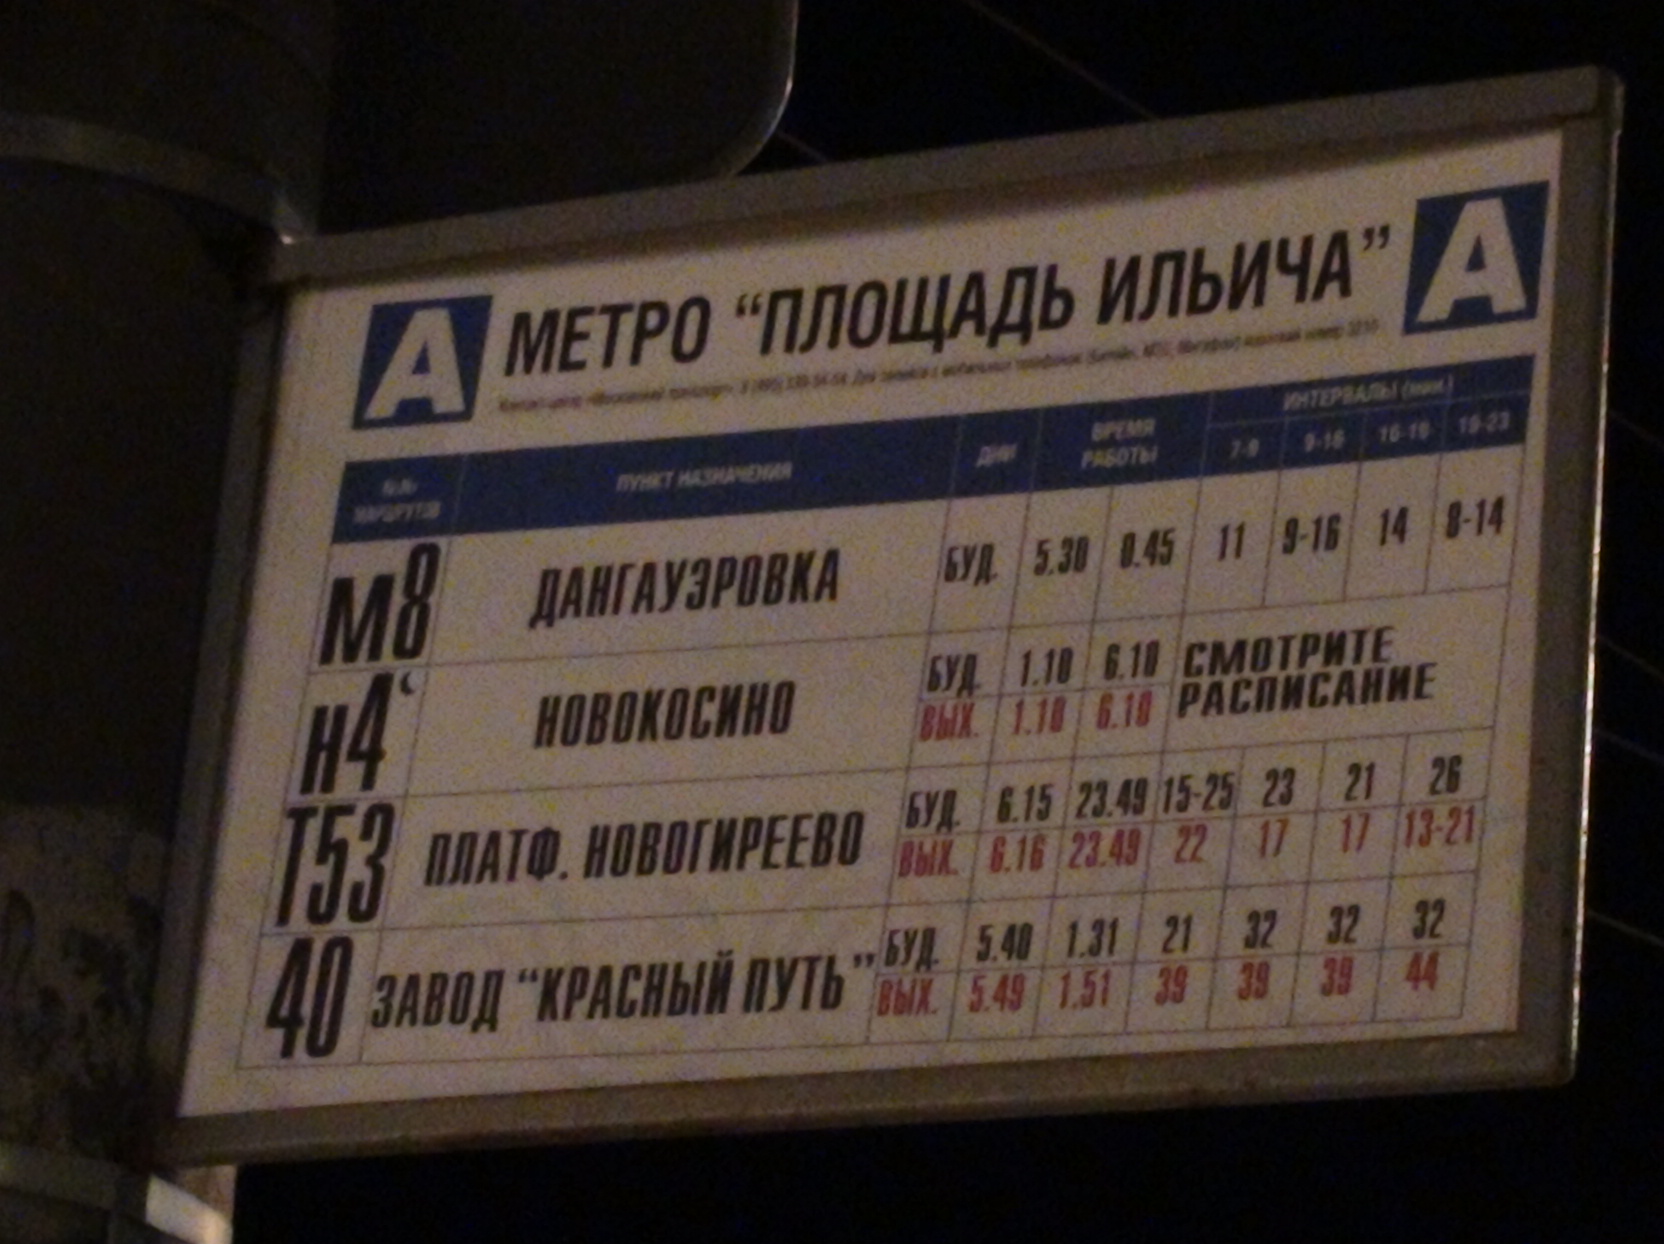 А МЕТРО “ПЛОЩАДЬ ИЛЬИЧА” А
№№ МАРШРУТОВ ПУНКТ НАЗНАЧЕНИЯ ДНИ ВРЕМЯ РАБОТЫ ИНТЕРВАЛЫ (мин.)
7-9 9-16 16-19 19-23
М8 ДАНГАУЭРОВКА БУД. 5.30 0.45 11 9-16 14 8-14
Н4 НОВОКОСИНО БУД. 1.10 6.10 СМОТРИТЕ РАСПИСАНИЕ
ВЫХ. 1.10 6.10
Т53 ПЛАТФ. НОВОГИРЕЕВО БУД. 6.15 23.49 15-25 23 21 26
ВЫХ. 6.16 23.49 22 17 17 13-21
40 ЗАВОД “КРАСНЫЙ ПУТЬ” БУД. 5.40 1.31 21 32 32 32
ВЫХ. 5.49 1.51 39 39 39 44